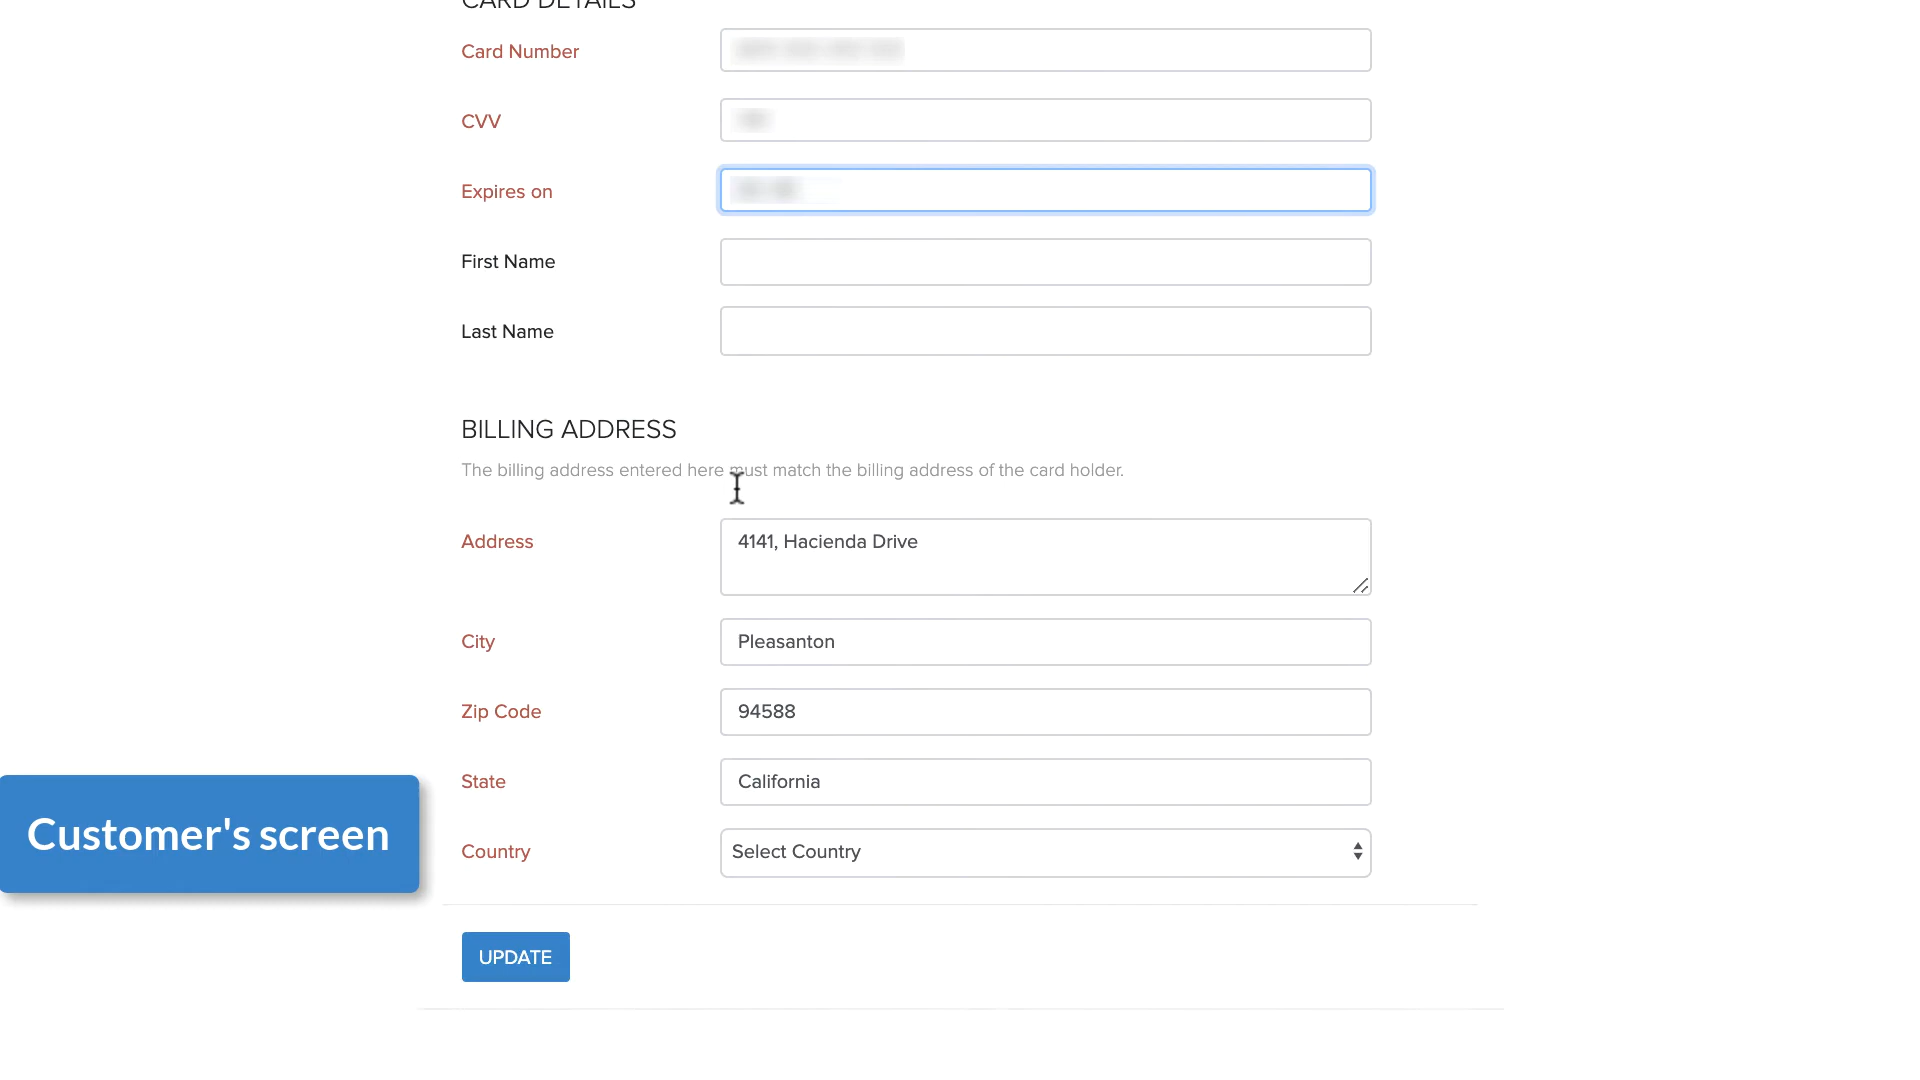 CARD DETAILS
Card Number
CVV
Expires on
First Name
Last Name
BILLING ADDRESS
The billing address entered here must match the billing address of the card holder.
Address 4141, Hacienda Drive
City Pleasanton
Zip Code 94588
State California
Customer's screen
Country Select Country
UPDATE